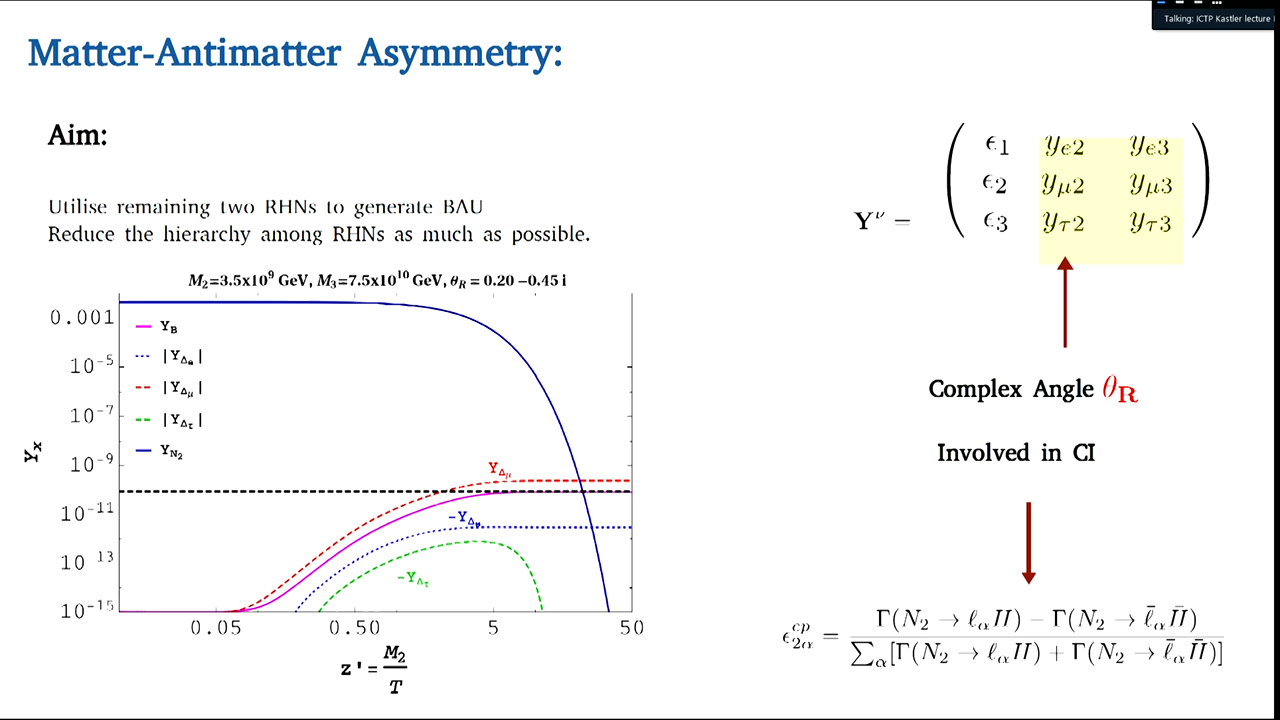 Talking: ICTP Kastler lecture
Matter-Antimatter Asymmetry:
Aim:
Utilise remaining two RHNs to generate BAU
Reduce the hierarchy among RHNs as much as possible.
M₂=3.5x10⁹ GeV, M₃=7.5x10¹⁰ GeV, θ_R = 0.20 −0.45 i
Y_x
0.001
10⁻⁵
10⁻⁷
10⁻⁹
10⁻¹¹
10⁻¹³
10⁻¹⁵
Y_B
|Y_Δe|
|Y_Δμ|
|Y_Δτ|
Y_N₂
Y_Δμ
−Y_Δe
−Y_Δτ
0.05 0.50 5 50
z' = M₂/T
Y^ν = ( ϵ₁ y_e2 y_e3
ϵ₂ y_μ2 y_μ3
ϵ₃ y_τ2 y_τ3 )
Complex Angle θ_R
Involved in CI
ϵ^cp_2α = Γ(N₂ → ℓ_α H) − Γ(N₂ → ℓ̄_α H̄)
∑_α[Γ(N₂ → ℓ_α H) + Γ(N₂ → ℓ̄_α H̄)]